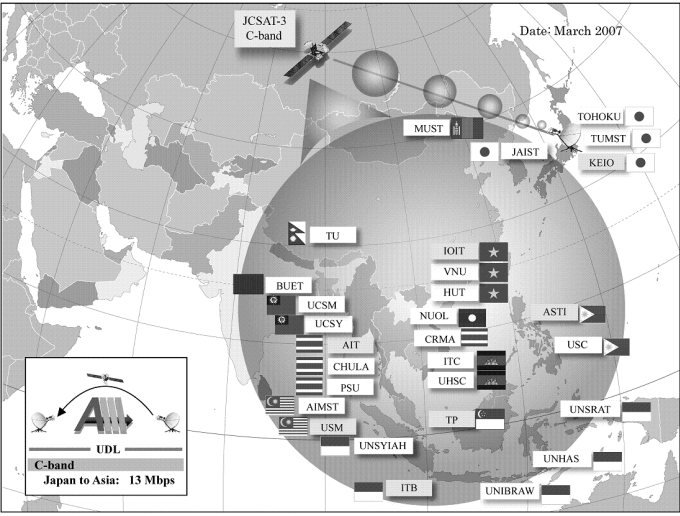 JCSAT-3
C-band
Date: March 2007
TOHOKU
MUST
TUMST
JAIST
KEIO
TU
IOIT
VNU
BUET
HUT
UCSM
NUOL
ASTI
UCSY
CRMA
AIT
USC
ITC
CHULA
UHSC
PSU
AIMST
UNSRAT
TP
USM
UNSYIAH
UNHAS
ITB
UNIBRAW
AIII
UDL
C-band
Japan to Asia: 13 Mbps